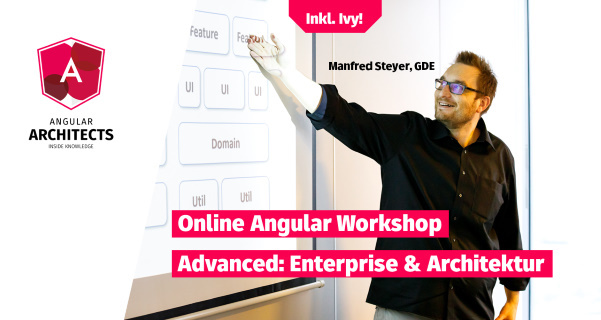 Inkl. Ivy!
Feature
Feature
Manfred Steyer, GDE
A
ANGULAR
ARCHITECTS
INSIDE KNOWLEDGE
UI
UI
UI
Domain
Util
Util
Online Angular Workshop
Advanced: Enterprise & Architektur